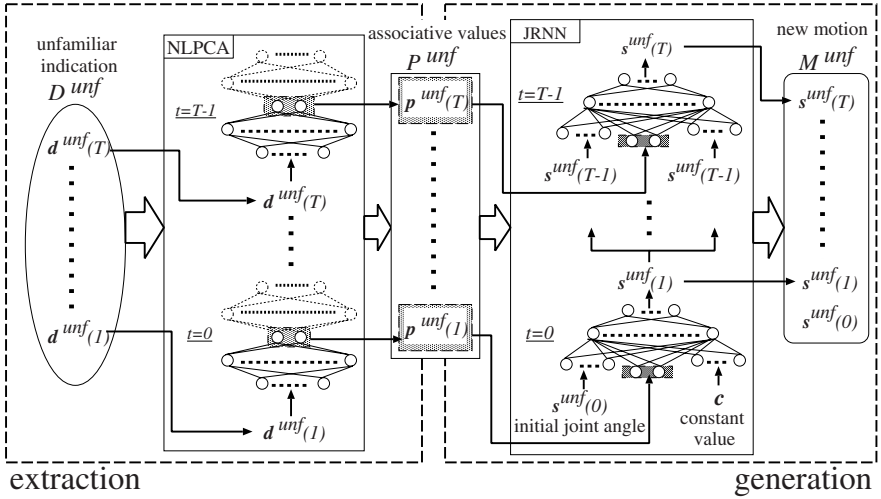 unfamiliar
indication
D unf
d unf(T)
d unf(1)
NLPCA
t=T-1
d unf(T)
t=0
d unf(1)
associative values
P unf
p unf(T)
p unf(1)
JRNN
s unf(T)
t=T-1
s unf(T-1)
s unf(T-1)
s unf(1)
t=0
s unf(0)
initial joint angle
c
constant
value
new motion
M unf
s unf(T)
s unf(1)
s unf(0)
extraction
generation